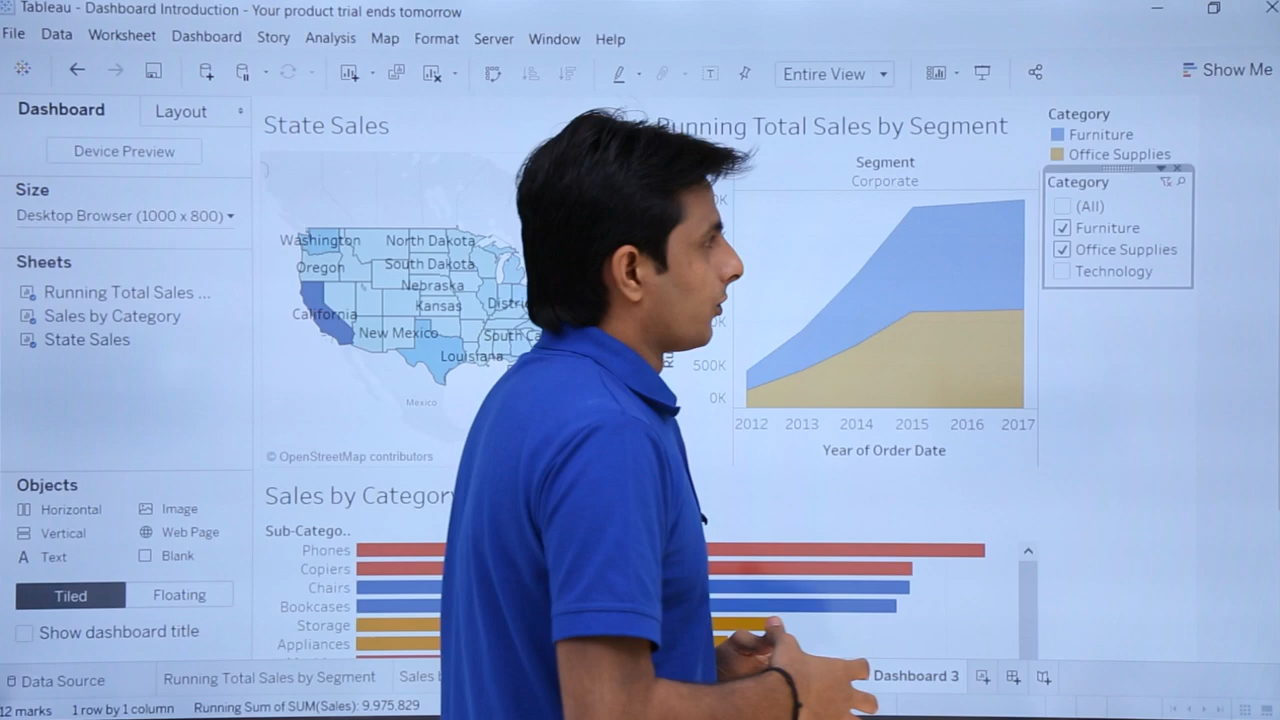 Tableau - Dashboard Introduction - Your product trial ends tomorrow
File Data Worksheet Dashboard Story Analysis Map Format Server Window Help
Entire View
Show Me
Dashboard Layout
Device Preview
Size
Desktop Browser (1000 x 800)
Sheets
Running Total Sales ...
Sales by Category
State Sales
Objects
Horizontal Image
Vertical Web Page
A Text Blank
Tiled Floating
Show dashboard title
State Sales
Washington North Dakota
Oregon South Dakota
Nebraska
California Kansas Distric
New Mexico South Ca
Louisiana
Mexico
© OpenStreetMap contributors
Running Total Sales by Segment
Segment
Corporate
0K
0K
500K
0K
2012 2013 2014 2015 2016 2017
Year of Order Date
Category
Furniture
Office Supplies
Category
(All)
Furniture
Office Supplies
Technology
Sales by Category
Sub-Catego..
Phones
Copiers
Chairs
Bookcases
Storage
Appliances
Data Source Running Total Sales by Segment Sales b Dashboard 3
12 marks 1 row by 1 column Running Sum of SUM(Sales): 9,975,829